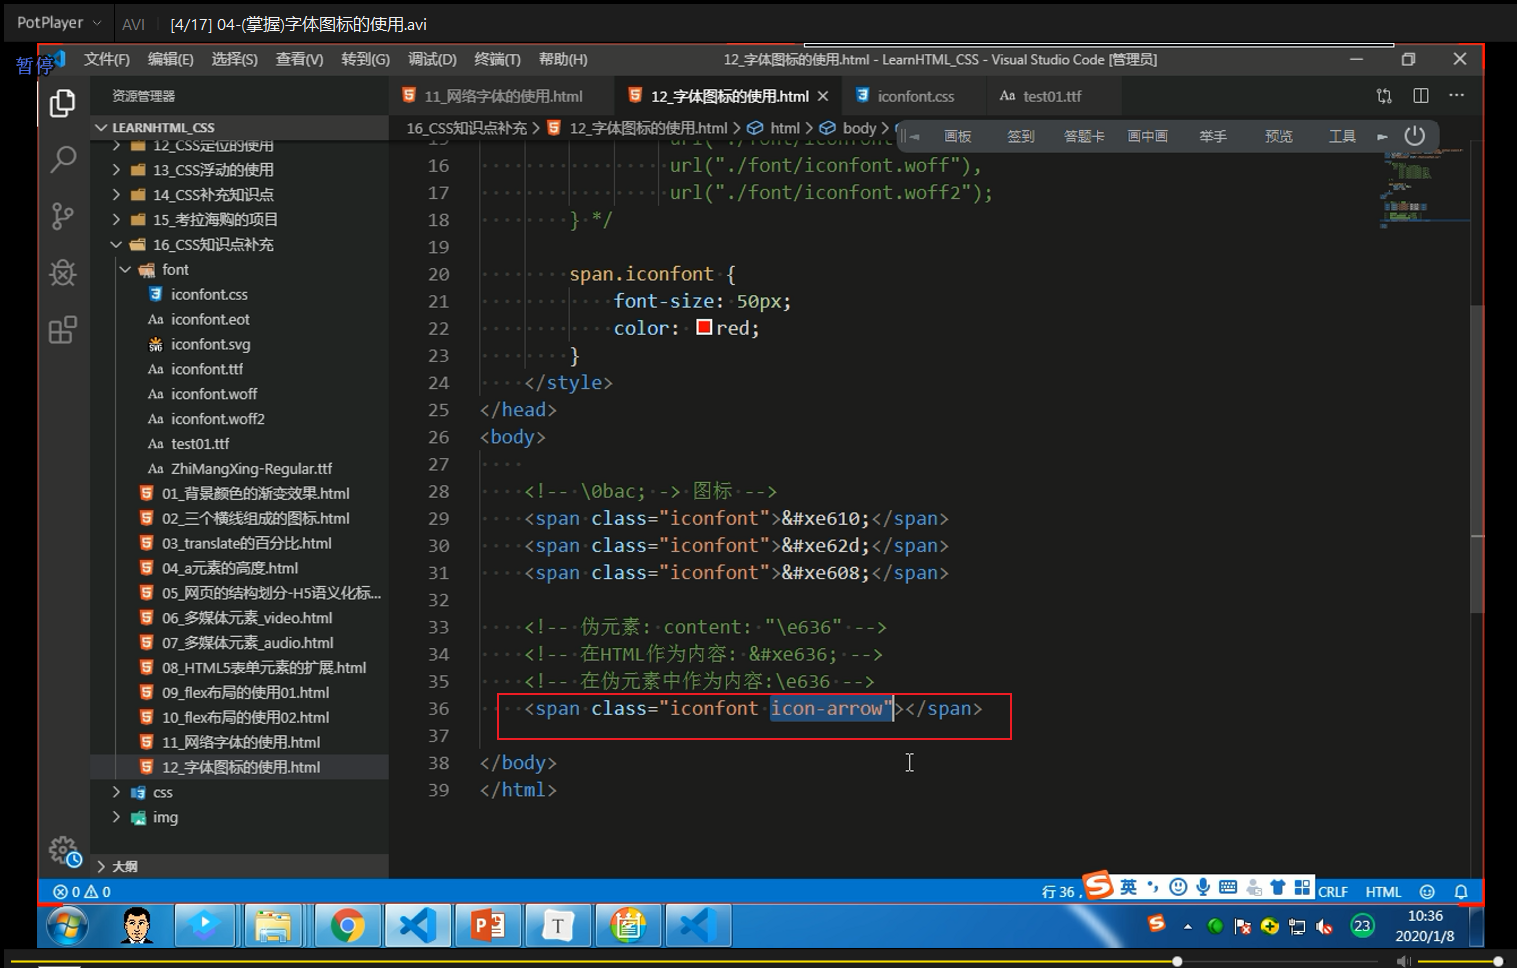 PotPlayer
AVI
[4/17] 04-(掌握)字体图标的使用.avi
暂停
文件(F) 编辑(E) 选择(S) 查看(V) 转到(G) 调试(D) 终端(T) 帮助(H)
12_字体图标的使用.html - LearnHTML_CSS - Visual Studio Code [管理员]
资源管理器
11_网络字体的使用.html
12_字体图标的使用.html
iconfont.css
Aa test01.ttf
16_CSS知识点补充 > 12_字体图标的使用.html > html > body >
画板 签到 答题卡 画中画 举手 预览 工具
LEARNHTML_CSS
12_CSS定位的使用
13_CSS浮动的使用
14_CSS补充知识点
15_考拉海购的项目
16_CSS知识点补充
font
iconfont.css
Aa iconfont.eot
iconfont.svg
Aa iconfont.ttf
Aa iconfont.woff
Aa iconfont.woff2
Aa test01.ttf
Aa ZhiMangXing-Regular.ttf
01_背景颜色的渐变效果.html
02_三个横线组成的图标.html
03_translate的百分比.html
04_a元素的高度.html
05_网页的结构划分-H5语义化标...
06_多媒体元素_video.html
07_多媒体元素_audio.html
08_HTML5表单元素的扩展.html
09_flex布局的使用01.html
10_flex布局的使用02.html
11_网络字体的使用.html
12_字体图标的使用.html
css
img
大纲
15 url("./font/iconfont
16 url("./font/iconfont.woff"),
17 url("./font/iconfont.woff2");
18 } */
19
20 span.iconfont {
21 font-size: 50px;
22 color: red;
23 }
24 </style>
25 </head>
26 <body>
27
28 <!-- \0bac; -> 图标 -->
29 <span class="iconfont">&#xe610;</span>
30 <span class="iconfont">&#xe62d;</span>
31 <span class="iconfont">&#xe608;</span>
32
33 <!-- 伪元素: content: "\e636" -->
34 <!-- 在HTML作为内容: &#xe636; -->
35 <!-- 在伪元素中作为内容:\e636 -->
36 <span class="iconfont icon-arrow"></span>
37
38 </body>
39 </html>
0 0
行 36 ,
英
CRLF HTML
23
10:36
2020/1/8